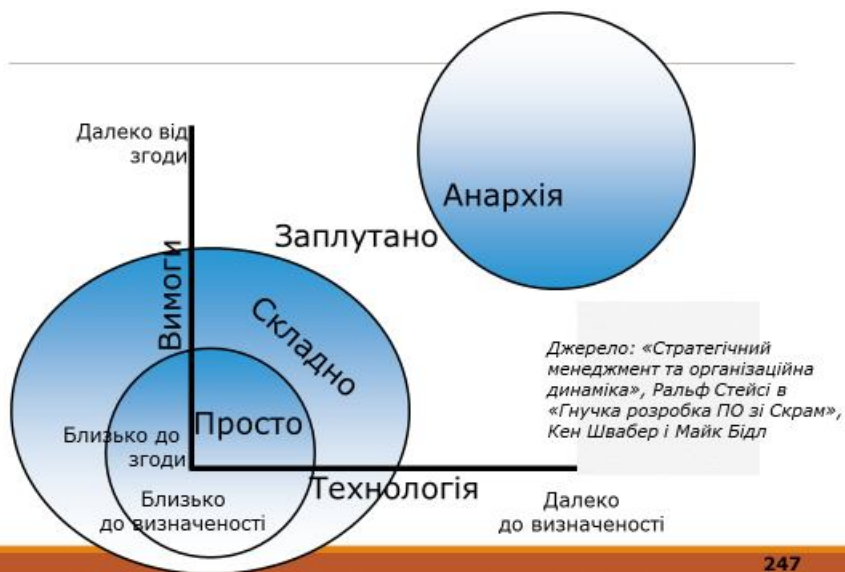 Далеко від
згоди
Анархія
Заплутано
Вимоги
Складно
Джерело: «Стратегічний
менеджмент та організаційна
динаміка», Ральф Стейсі в
«Гнучка розробка ПО зі Скрам»,
Кен Швабер і Майк Бідл
Просто
Близько до
згоди
Технологія
Близько
до визначеності
Далеко
до визначеності
247